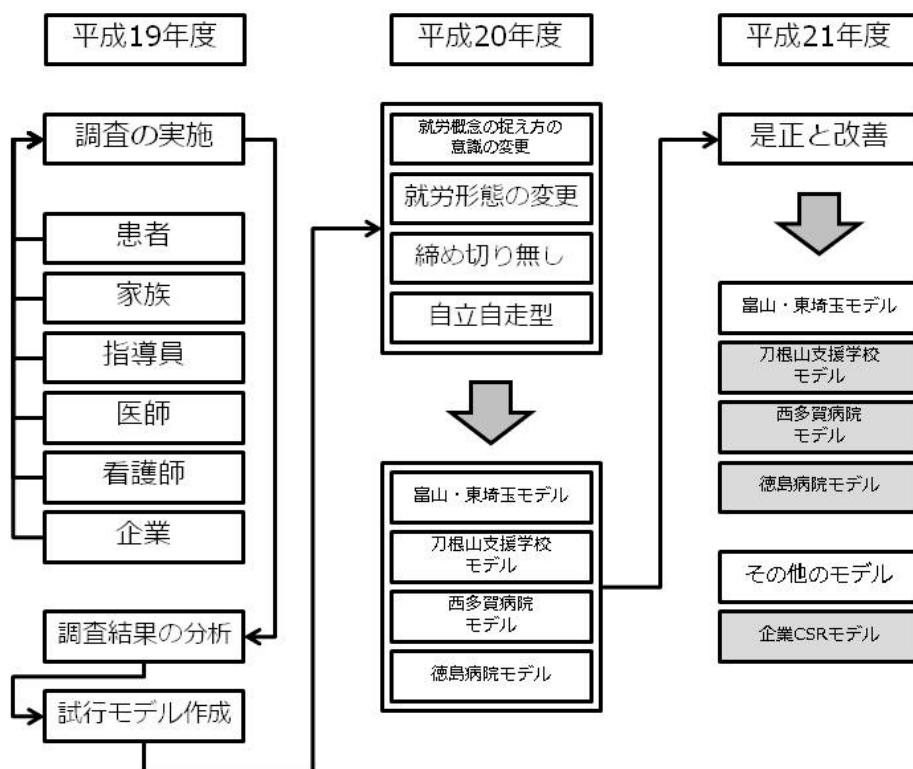 平成19年度
調査の実施
患者
家族
指導員
医師
看護師
企業
調査結果の分析
試行モデル作成
平成20年度
就労概念の捉え方の
意識の変更
就労形態の変更
締め切り無し
自立自走型
富山・東埼玉モデル
刀根山支援学校
モデル
西多賀病院
モデル
徳島病院モデル
平成21年度
是正と改善
富山・東埼玉モデル
刀根山支援学校
モデル
西多賀病院
モデル
徳島病院モデル
その他のモデル
企業CSRモデル